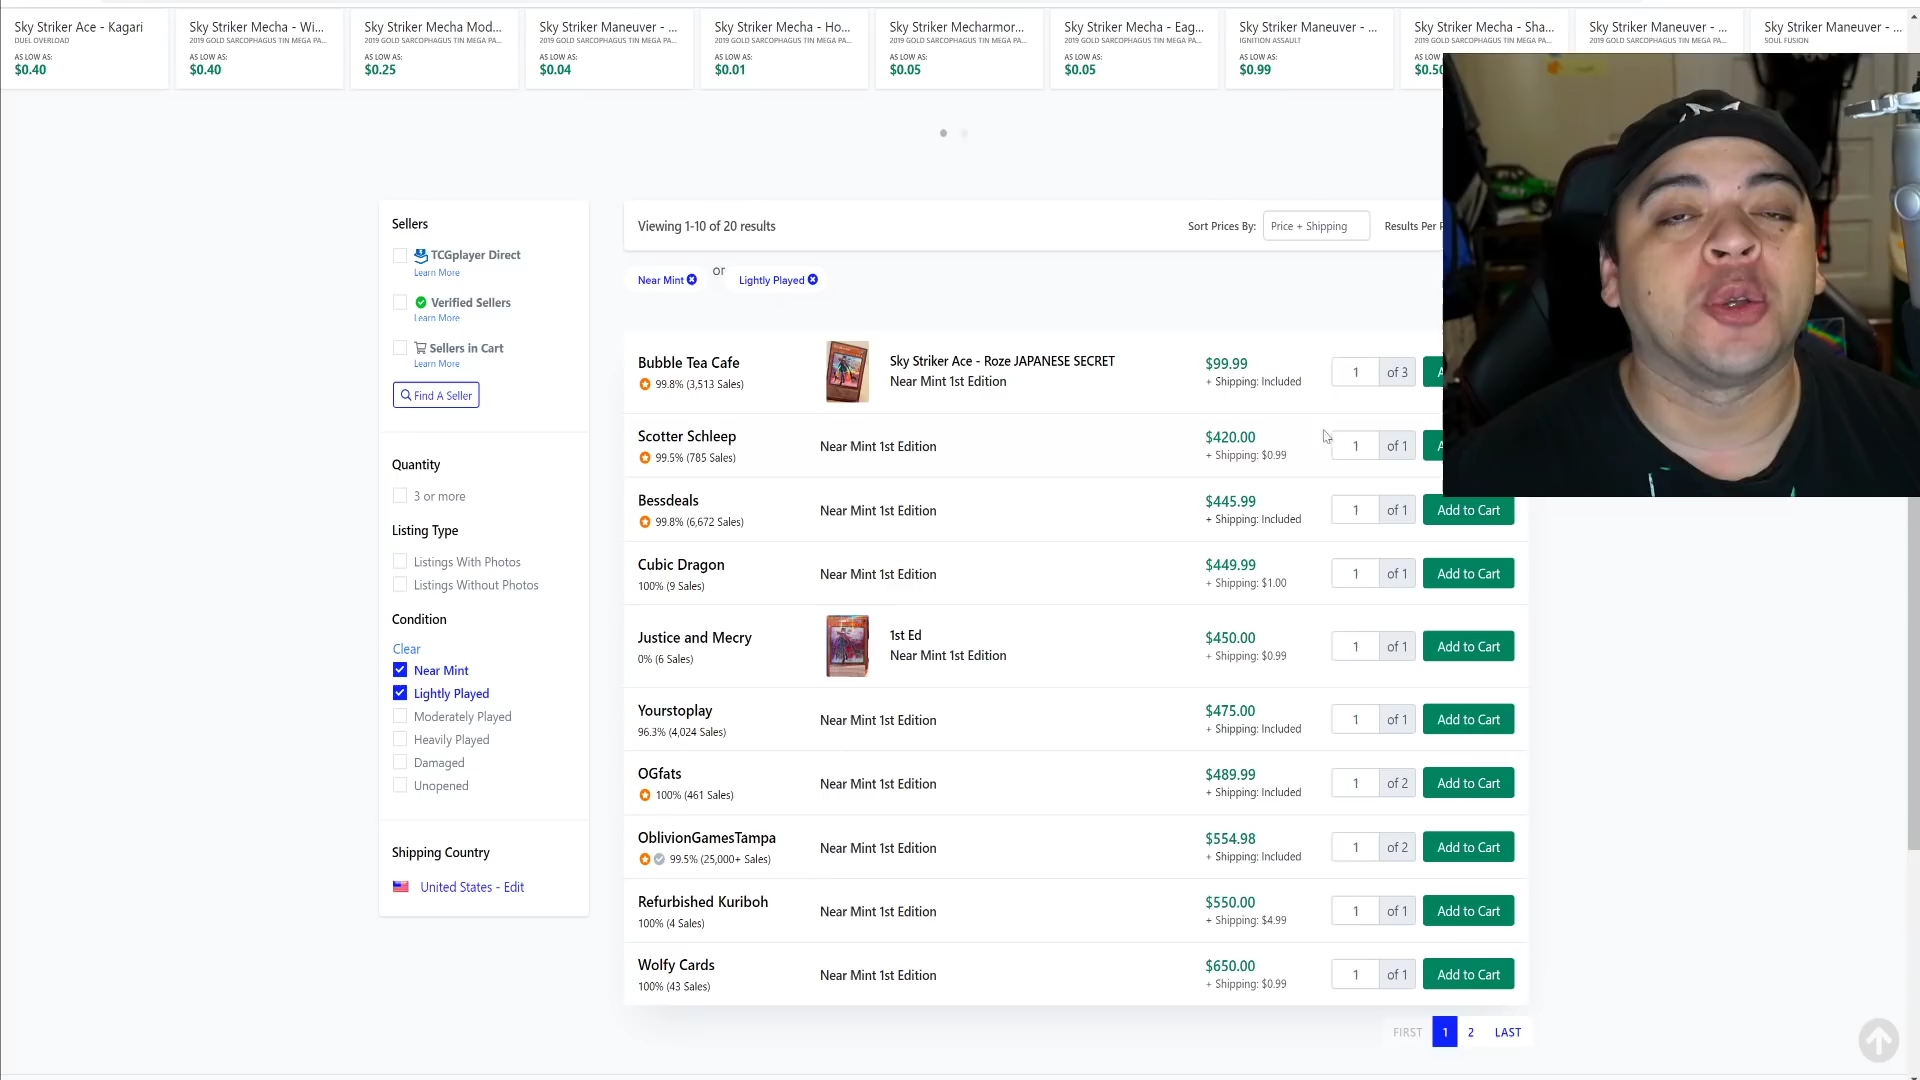 Sky Striker Ace - Kagari
DUEL OVERLOAD
AS LOW AS:
$0.40
Sky Striker Mecha - Wi...
2019 GOLD SARCOPHAGUS TIN MEGA PA...
AS LOW AS:
$0.40
Sky Striker Mecha Mod...
2019 GOLD SARCOPHAGUS TIN MEGA PA...
AS LOW AS:
$0.25
Sky Striker Maneuver - ...
2019 GOLD SARCOPHAGUS TIN MEGA PA...
AS LOW AS:
$0.04
Sky Striker Mecha - Ho...
2019 GOLD SARCOPHAGUS TIN MEGA PA...
AS LOW AS:
$0.01
Sky Striker Mecharmor...
2019 GOLD SARCOPHAGUS TIN MEGA PA...
AS LOW AS:
$0.05
Sky Striker Mecha - Eag...
2019 GOLD SARCOPHAGUS TIN MEGA PA...
AS LOW AS:
$0.05
Sky Striker Maneuver - ...
IGNITION ASSAULT
AS LOW AS:
$0.99
Sky Striker Mecha - Sha...
2019 GOLD SARCOPHAGUS TIN MEGA PA...
AS LOW
$0.50
Sky Striker Maneuver - ...
2019 GOLD SARCOPHAGUS TIN MEGA PA...
Sky Striker Maneuver - ...
SOUL FUSION
Sellers
TCGplayer Direct
Learn More
Verified Sellers
Learn More
Sellers in Cart
Learn More
Find A Seller
Quantity
3 or more
Listing Type
Listings With Photos
Listings Without Photos
Condition
Clear
Near Mint
Lightly Played
Moderately Played
Heavily Played
Damaged
Unopened
Shipping Country
United States - Edit
Viewing 1-10 of 20 results
Sort Prices By: Price + Shipping Results Per
Near Mint or Lightly Played
Bubble Tea Cafe
99.8% (3,513 Sales)
Sky Striker Ace - Roze JAPANESE SECRET
Near Mint 1st Edition
$99.99
+ Shipping: Included
1 of 3 A
Scotter Schleep
99.5% (785 Sales)
Near Mint 1st Edition
$420.00
+ Shipping: $0.99
1 of 1 A
Bessdeals
99.8% (6,672 Sales)
Near Mint 1st Edition
$445.99
+ Shipping: Included
1 of 1 Add to Cart
Cubic Dragon
100% (9 Sales)
Near Mint 1st Edition
$449.99
+ Shipping: $1.00
1 of 1 Add to Cart
Justice and Mecry
0% (6 Sales)
1st Ed
Near Mint 1st Edition
$450.00
+ Shipping: $0.99
1 of 1 Add to Cart
Yourstoplay
96.3% (4,024 Sales)
Near Mint 1st Edition
$475.00
+ Shipping: Included
1 of 1 Add to Cart
OGfats
100% (461 Sales)
Near Mint 1st Edition
$489.99
+ Shipping: Included
1 of 2 Add to Cart
OblivionGamesTampa
99.5% (25,000+ Sales)
Near Mint 1st Edition
$554.98
+ Shipping: Included
1 of 2 Add to Cart
Refurbished Kuriboh
100% (4 Sales)
Near Mint 1st Edition
$550.00
+ Shipping: $4.99
1 of 1 Add to Cart
Wolfy Cards
100% (43 Sales)
Near Mint 1st Edition
$650.00
+ Shipping: $0.99
1 of 1 Add to Cart
FIRST 1 2 LAST